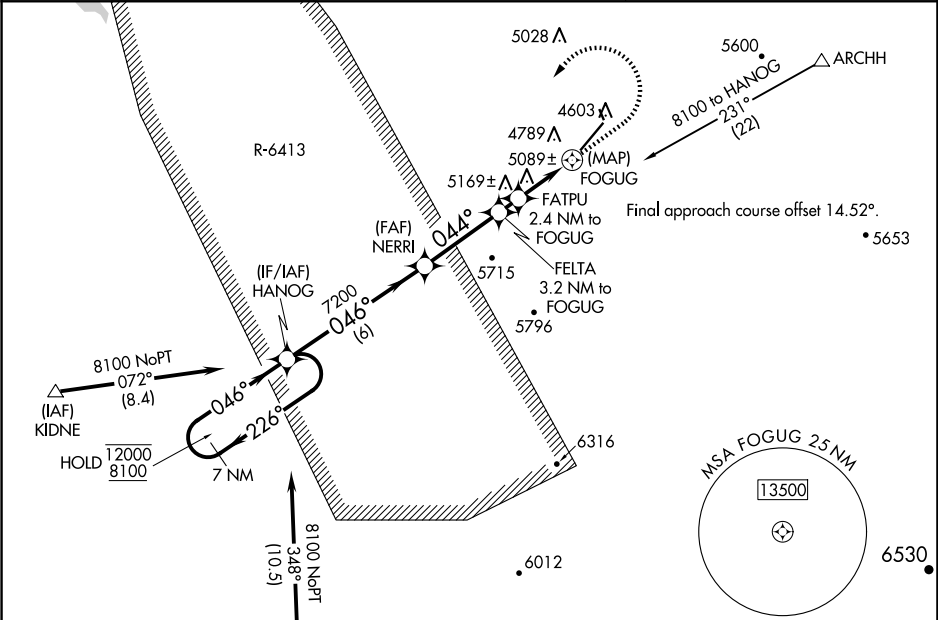 5028
5600
ARCHH
8100 to HANOG
231°
(22)
4603
4789
R-6413
5089±
(MAP)
FOGUG
5169±
FATPU
2.4 NM to
FOGUG
Final approach course offset 14.52°.
5653
(FAF)
NERRI
044°
5715
FELTA
3.2 NM to
FOGUG
(IF/IAF)
HANOG
7200
046°
(6)
5796
8100 NoPT
072°
(8.4)
(IAF)
KIDNE
046°
226°
HOLD 12000
8100
7 NM
6316
MSA FOGUG 25 NM
13500
8100 NoPT
348°
(10.5)
6012
6530